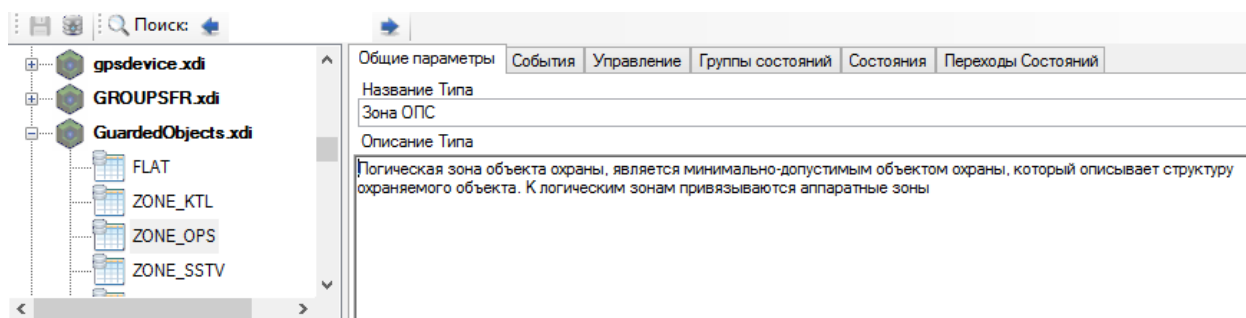 Поиск:
gpsdevice.xdi
GROUPSFR.xdi
GuardedObjects.xdi
FLAT
ZONE_KTL
ZONE_OPS
ZONE_SSTV
Общие параметры События Управление Группы состояний Состояния Переходы Состояний
Название Типа
Зона ОПС
Описание Типа
Логическая зона объекта охраны, является минимально-допустимым объектом охраны, который описывает структуру
охраняемого объекта. К логическим зонам привязываются аппаратные зоны